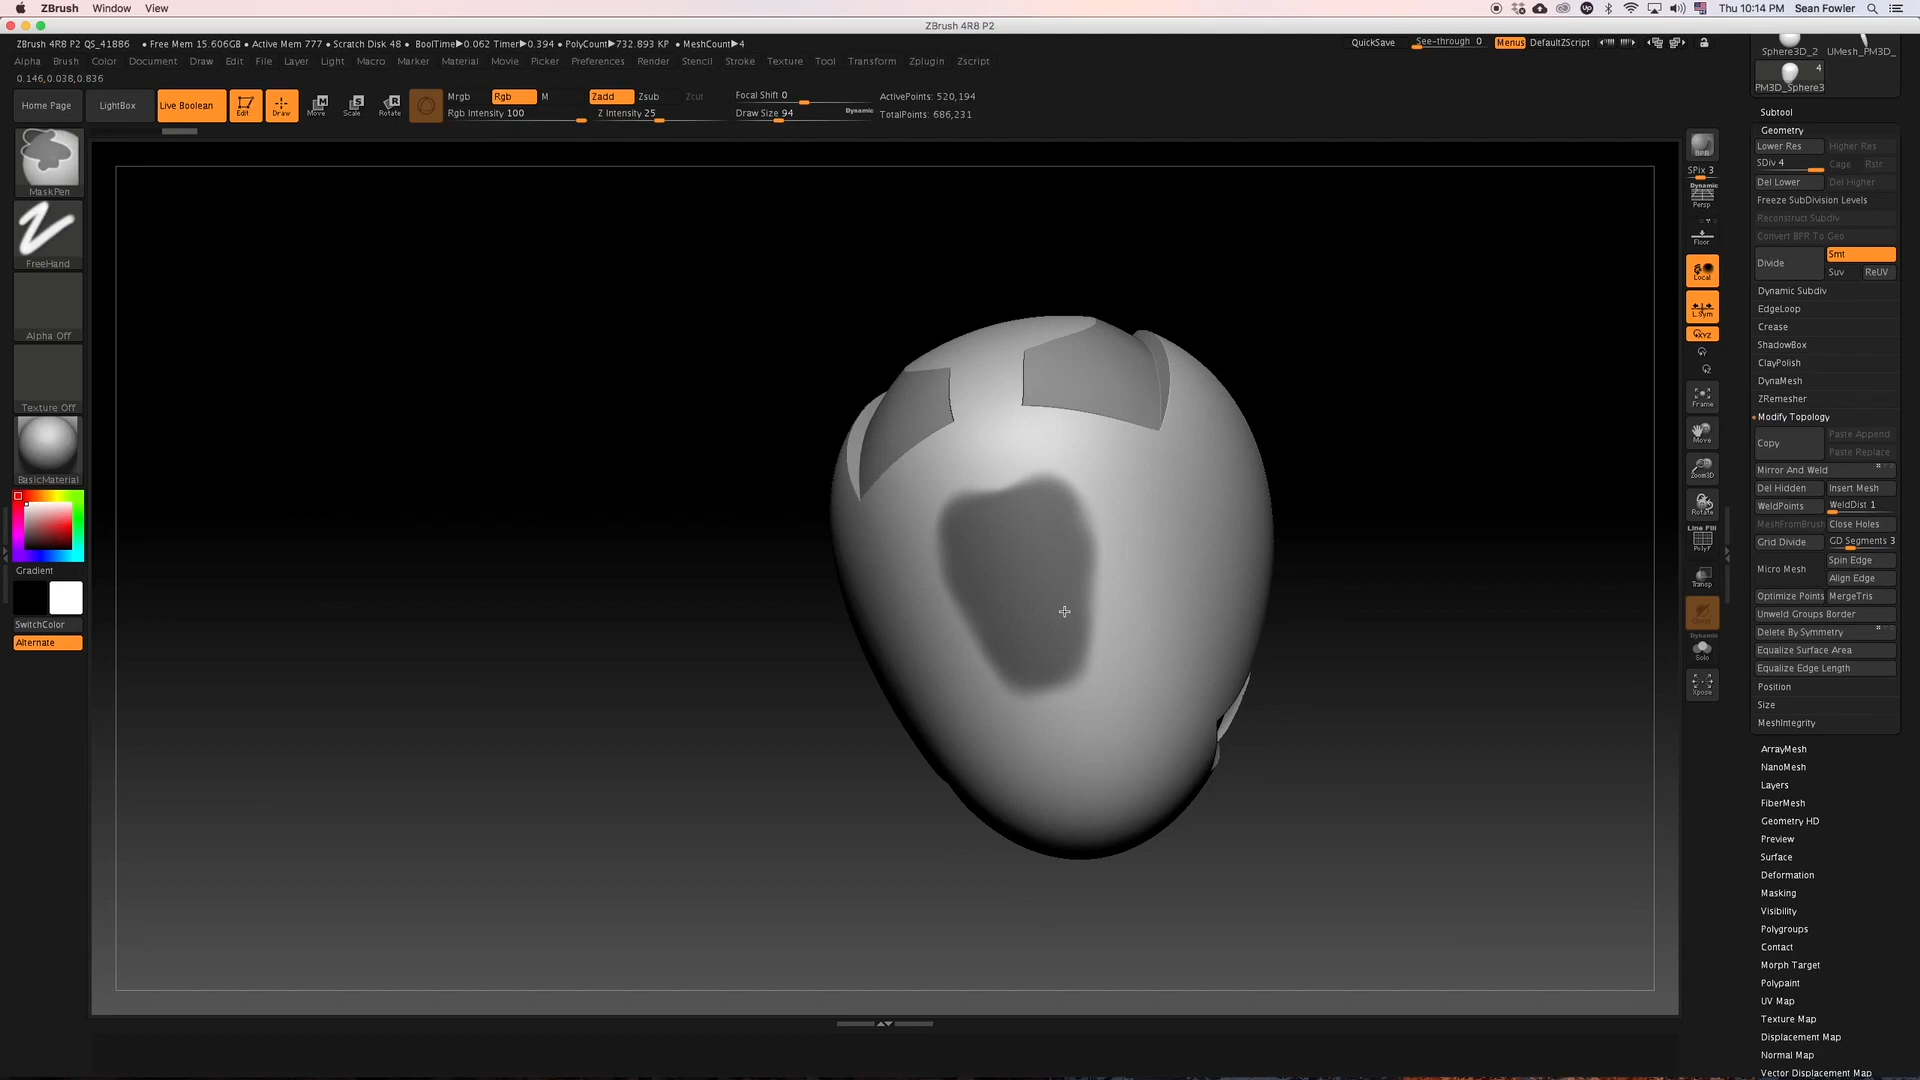 ZBrush Window View
Thu 10:14 PM Sean Fowler
ZBrush 4R8 P2
ZBrush 4R8 P2 QS_41886 • Free Mem 15.606GB • Active Mem 777 • Scratch Disk 48 • BoolTime▶0.062 Timer▶0.394 • PolyCount▶732.893 KP • MeshCount▶4
QuickSave See-through 0 Menus DefaultZScript
Alpha Brush Color Document Draw Edit File Layer Light Macro Marker Material Movie Picker Preferences Render Stencil Stroke Texture Tool Transform Zplugin Zscript
0.146,0.038,0.836
Home Page LightBox Live Boolean Edit Draw Move Scale Rotate
Mrgb Rgb M Zadd Zsub Zcut
Rgb Intensity 100 Z Intensity 25
Focal Shift 0
Draw Size 94 Dynamic
ActivePoints: 520,194
TotalPoints: 686,231
MaskPen
FreeHand
Alpha Off
Texture Off
BasicMaterial
Gradient
SwitchColor
Alternate
BPR
SPix 3
Dynamic
Persp
Floor
Local
L.Sym
XYZ
Y
Z
Frame
Move
Zoom3D
Rotate
Line Fill
PolyF
Transp
Ghost
Dynamic
Solo
Xpose
Sphere3D_2 UMesh_PM3D_
4
PM3D_Sphere3
Subtool
Geometry
Lower Res Higher Res
SDiv 4 Cage Rstr
Del Lower Del Higher
Freeze SubDivision Levels
Reconstruct Subdiv
Convert BPR To Geo
Divide Smt
Suv ReUV
Dynamic Subdiv
EdgeLoop
Crease
ShadowBox
ClayPolish
DynaMesh
ZRemesher
Modify Topology
Copy Paste Append
Paste Replace
Mirror And Weld
Del Hidden Insert Mesh
WeldPoints WeldDist 1
MeshFromBrush Close Holes
Grid Divide GD Segments 3
Micro Mesh Spin Edge
Align Edge
Optimize Points MergeTris
Unweld Groups Border
Delete By Symmetry
Equalize Surface Area
Equalize Edge Length
Position
Size
MeshIntegrity
ArrayMesh
NanoMesh
Layers
FiberMesh
Geometry HD
Preview
Surface
Deformation
Masking
Visibility
Polygroups
Contact
Morph Target
Polypaint
UV Map
Texture Map
Displacement Map
Normal Map
Vector Displacement Map